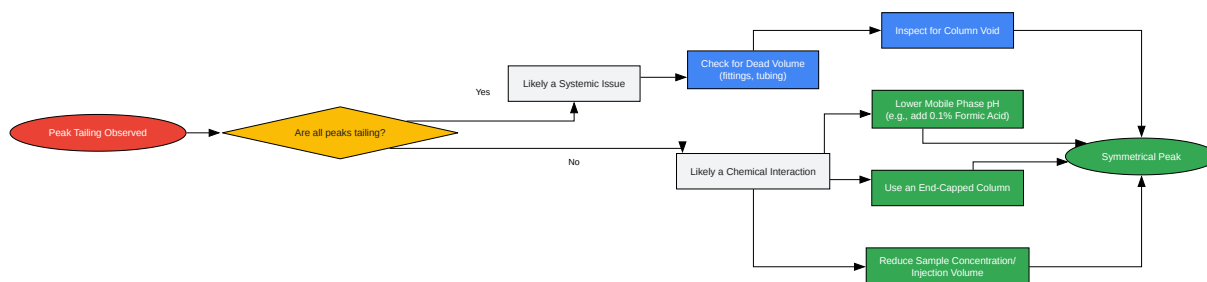 Peak Tailing Observed
Are all peaks tailing?
Yes
No
Likely a Systemic Issue
Check for Dead Volume
(fittings, tubing)
Inspect for Column Void
Likely a Chemical Interaction
Lower Mobile Phase pH
(e.g., add 0.1% Formic Acid)
Use an End-Capped Column
Reduce Sample Concentration/
Injection Volume
Symmetrical Peak